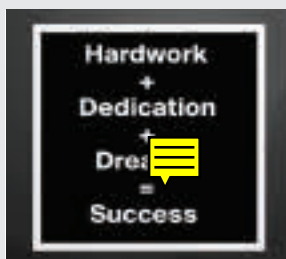 Hardwork
+
Dedication
+
=
Success